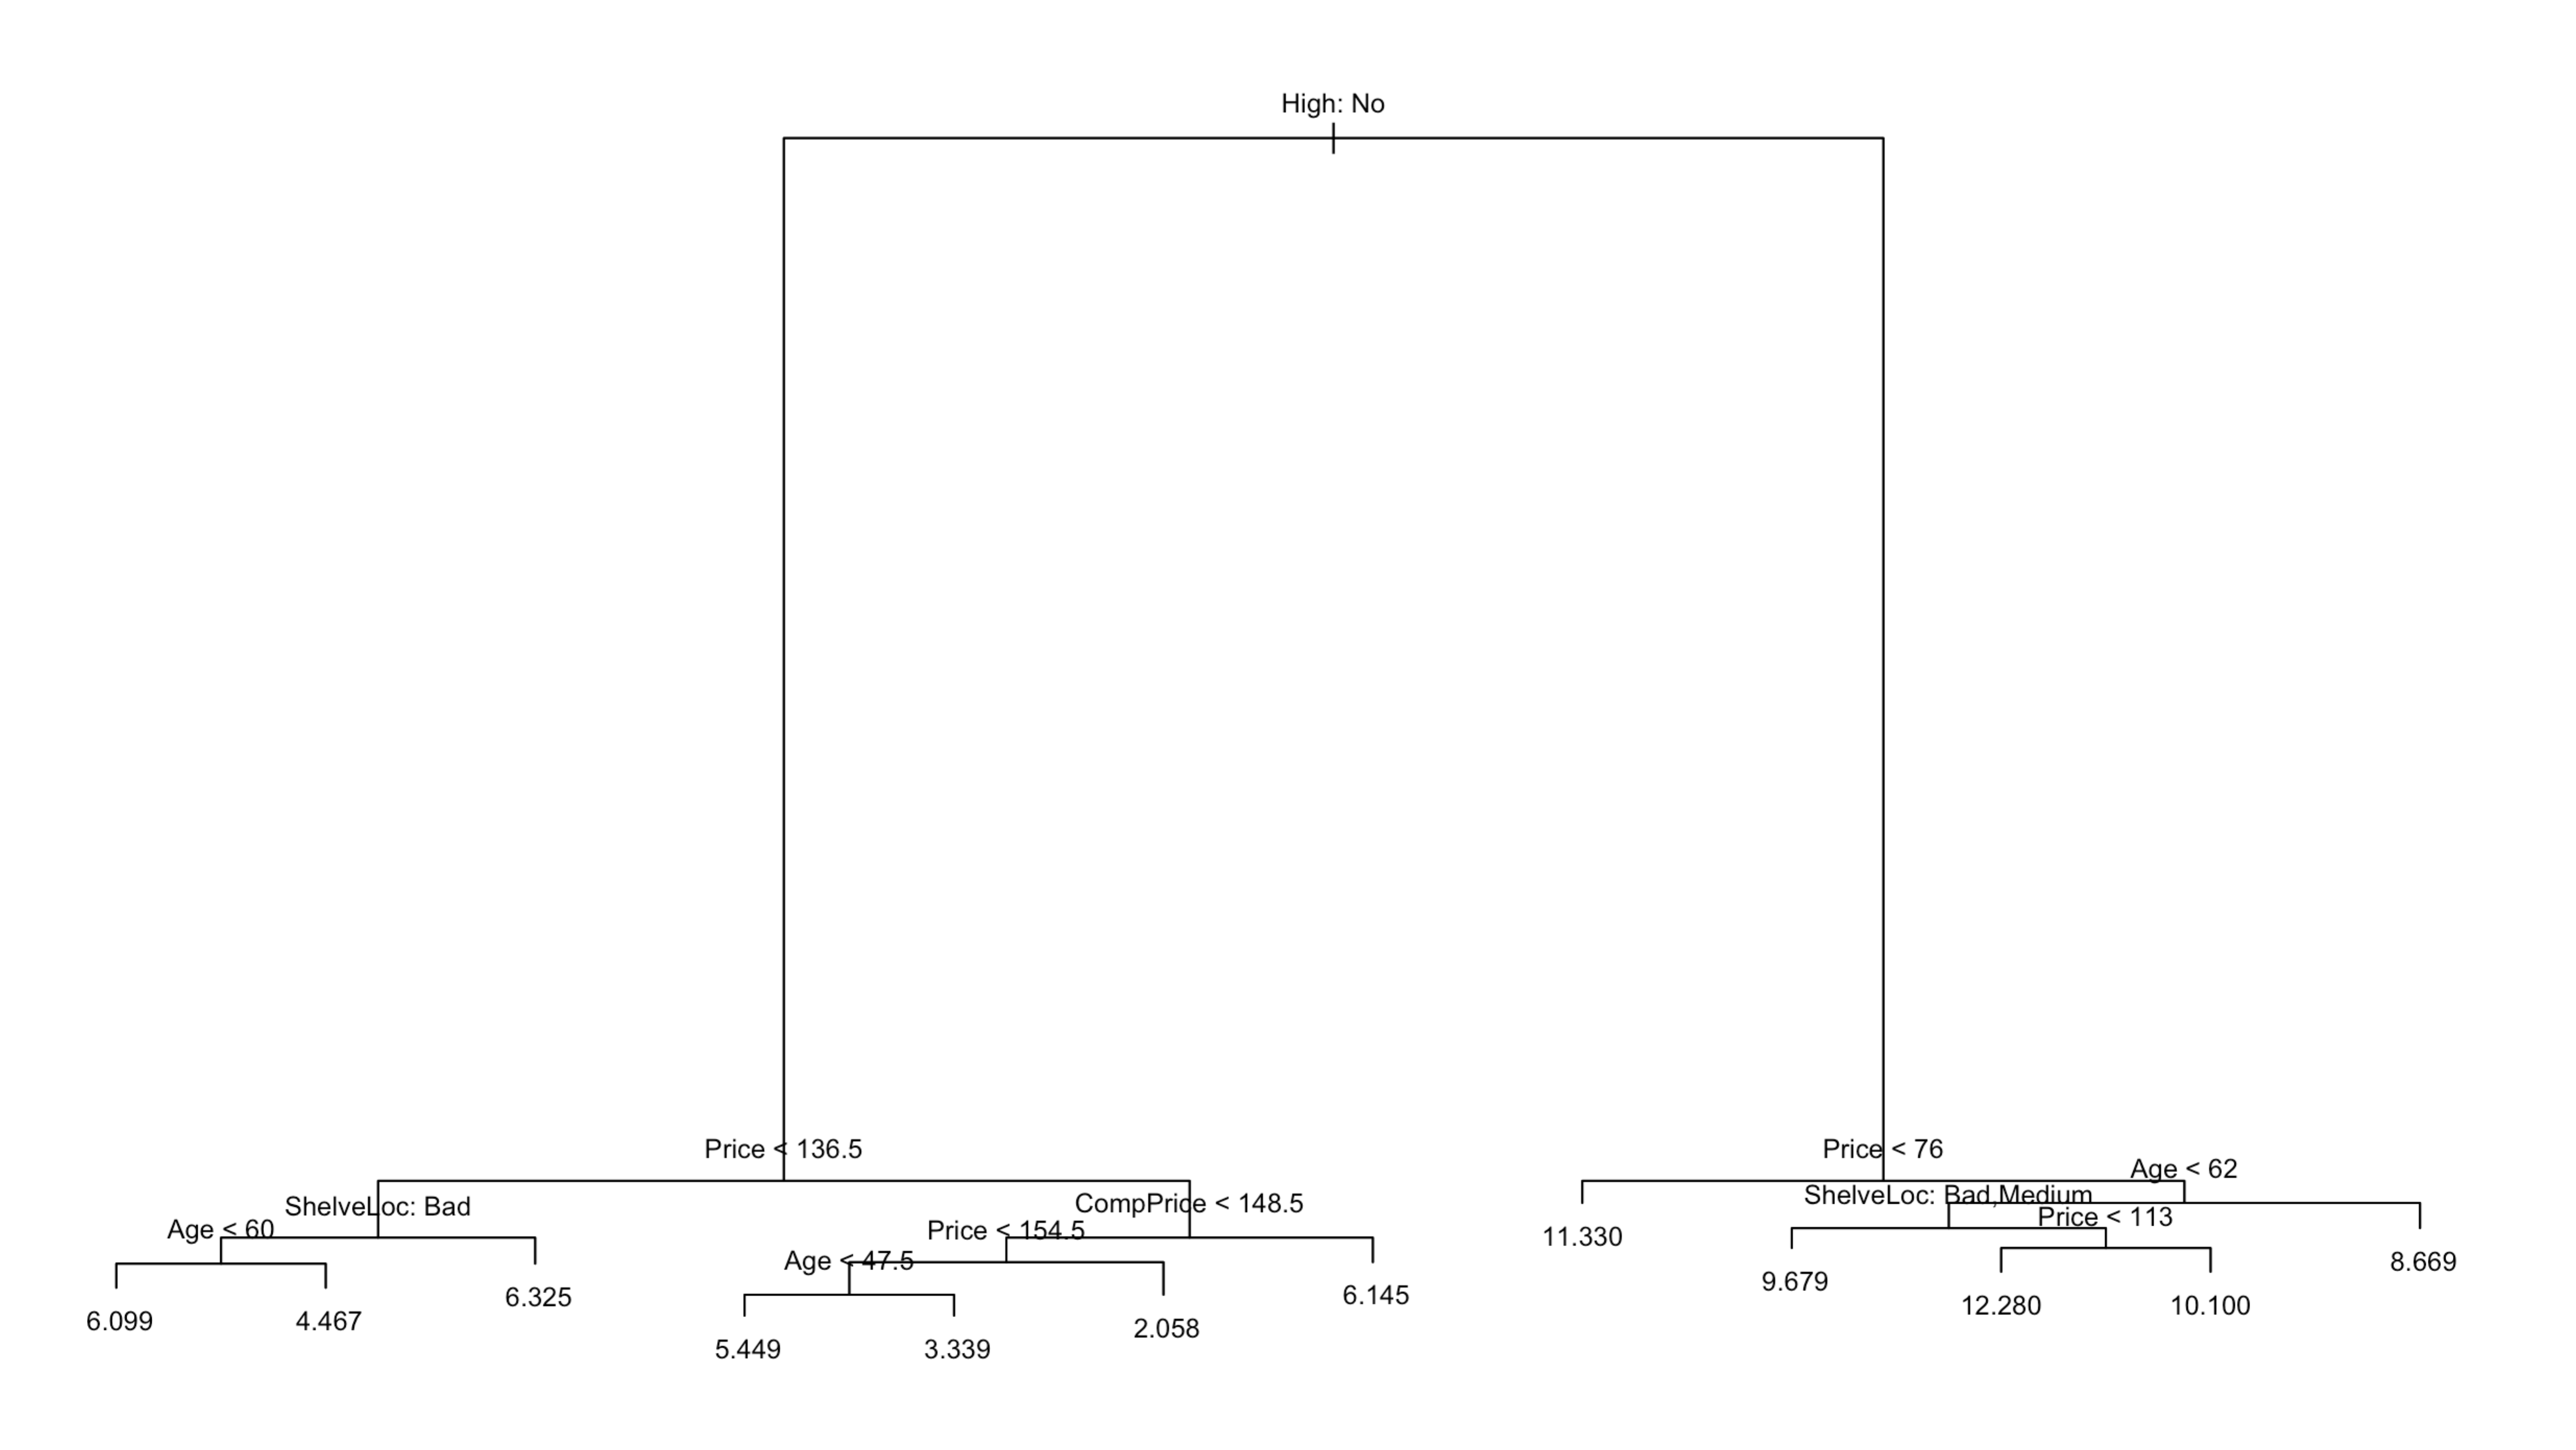 High: No
Price < 136.5
Price < 76
Age < 62
ShelveLoc: Bad
CompPrice < 148.5
ShelveLoc: Bad,Medium
Age < 60
Price < 154.5
Price < 113
Age < 47.5
11.330
8.669
9.679
6.325
6.145
12.280
10.100
6.099
4.467
2.058
5.449
3.339